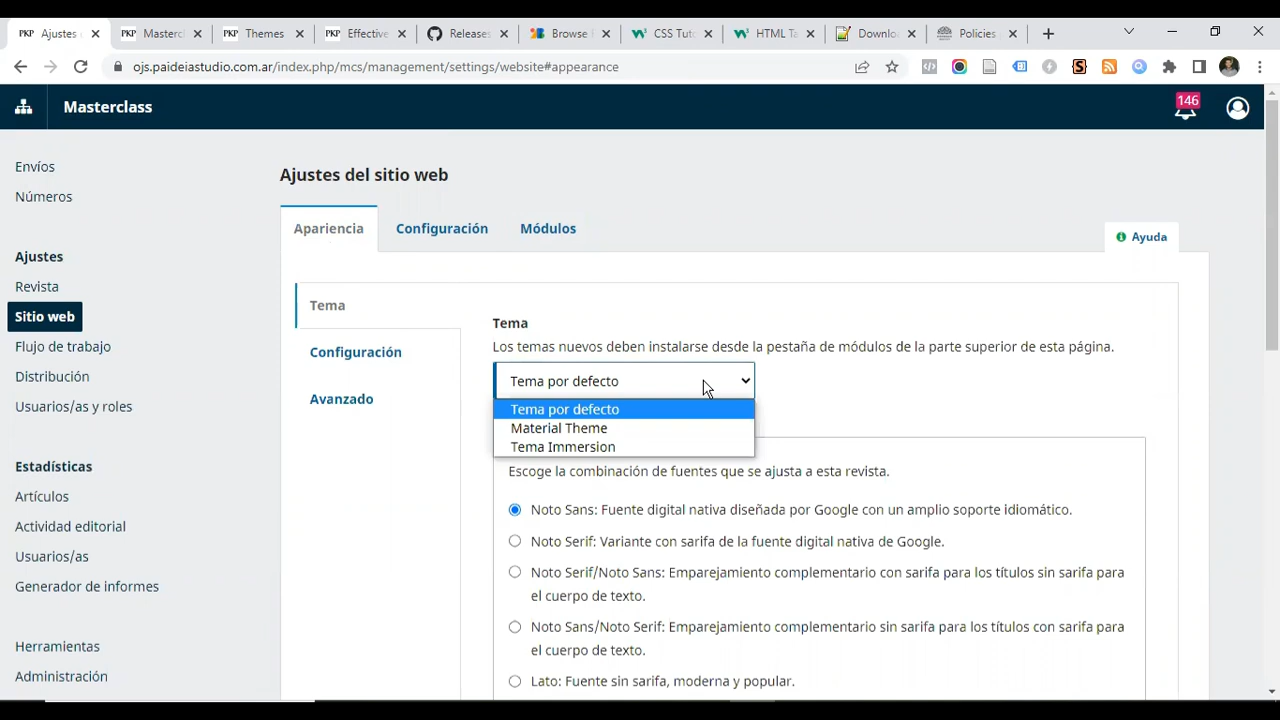 PKP Ajustes
PKP Mastercl
PKP Themes
PKP Effective
Releases
Browse F
CSS Tuto
HTML Ta
Downlo
Policies
ojs.paideiastudio.com.ar/index.php/mcs/management/settings/website#appearance
Masterclass
146
Envíos
Números
Ajustes
Revista
Sitio web
Flujo de trabajo
Distribución
Usuarios/as y roles
Estadísticas
Artículos
Actividad editorial
Usuarios/as
Generador de informes
Herramientas
Administración
Ajustes del sitio web
Apariencia
Configuración
Módulos
Ayuda
Tema
Configuración
Avanzado
Tema
Los temas nuevos deben instalarse desde la pestaña de módulos de la parte superior de esta página.
Tema por defecto
Tema por defecto
Material Theme
Tema Immersion
Escoge la combinación de fuentes que se ajusta a esta revista.
Noto Sans: Fuente digital nativa diseñada por Google con un amplio soporte idiomático.
Noto Serif: Variante con sarifa de la fuente digital nativa de Google.
Noto Serif/Noto Sans: Emparejamiento complementario con sarifa para los títulos sin sarifa para
el cuerpo de texto.
Noto Sans/Noto Serif: Emparejamiento complementario sin sarifa para los títulos con sarifa para
el cuerpo de texto.
Lato: Fuente sin sarifa, moderna y popular.